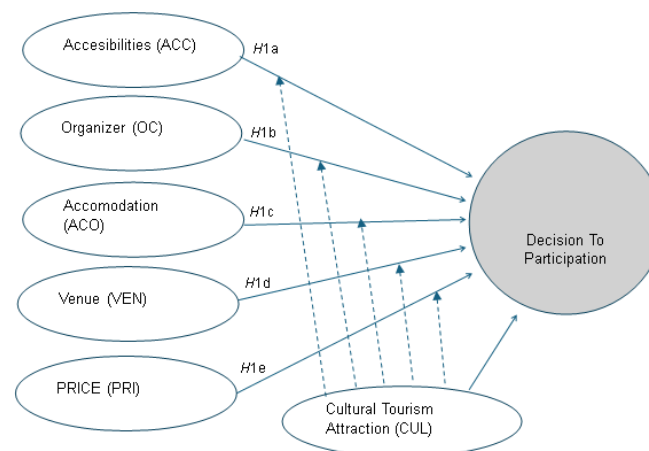 Accesibilities (ACC)
H1a
Organizer (OC)
H1b
Accomodation
(ACO)
H1c
Venue (VEN)
H1d
PRICE (PRI)
H1e
Cultural Tourism
Attraction (CUL)
Decision To
Participation